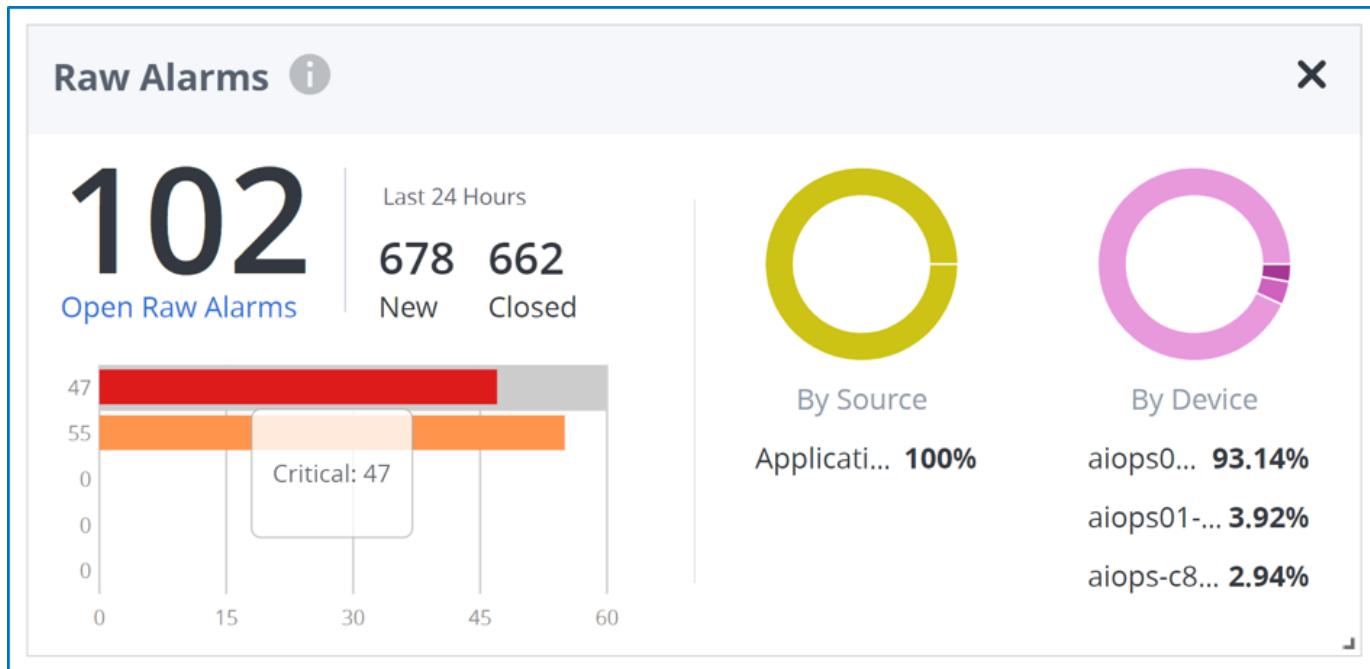 Raw Alarms
102
Open Raw Alarms
Last 24 Hours
678 662
New Closed
47
55
0
0
0
Critical: 47
0 15 30 45 60
By Source
Applicati... 100%
By Device
aiops0... 93.14%
aiops01-... 3.92%
aiops-c8... 2.94%